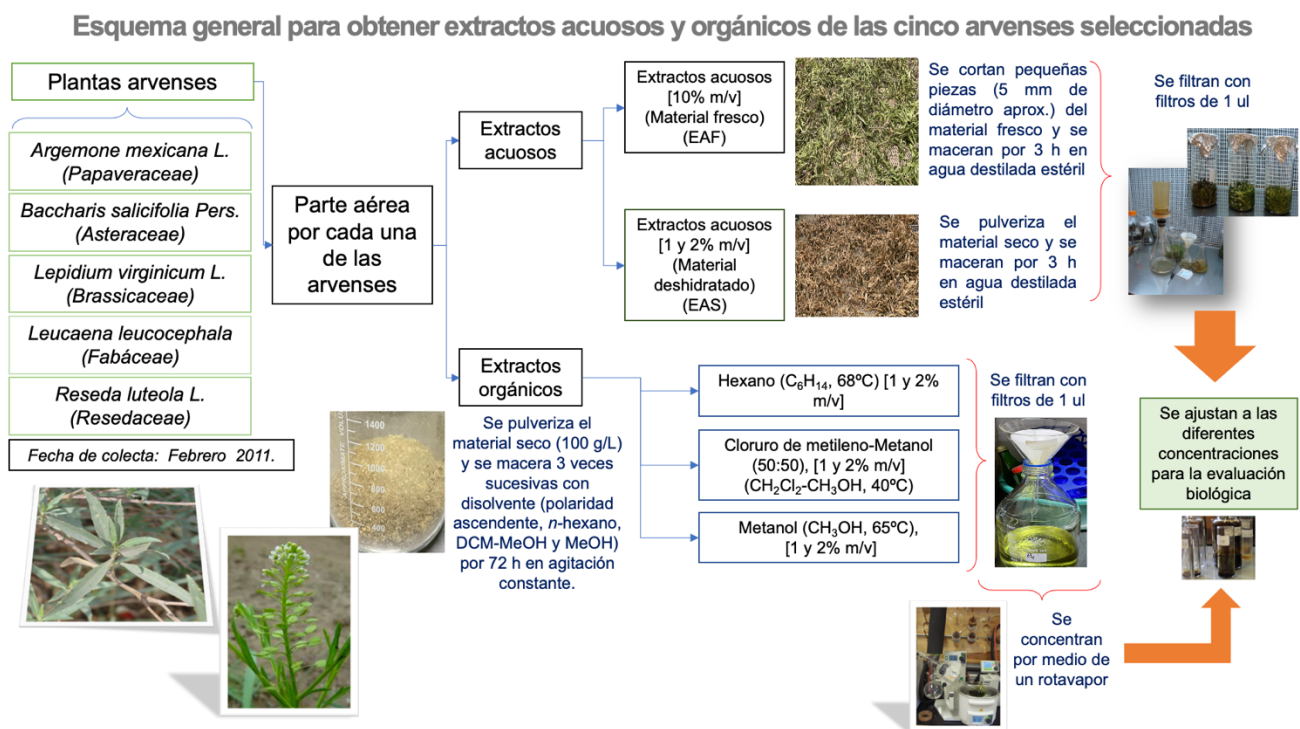 Esquema general para obtener extractos acuosos y orgánicos de las cinco arvenses seleccionadas
Plantas arvenses
Argemone mexicana L.
(Papaveraceae)
Baccharis salicifolia Pers.
(Asteraceae)
Lepidium virginicum L.
(Brassicaceae)
Leucaena leucocephala
(Fabáceae)
Reseda luteola L.
(Resedaceae)
Fecha de colecta: Febrero 2011.
Parte aérea
por cada una
de las
arvenses
Extractos
acuosos
Extractos acuosos
[10% m/v]
(Material fresco)
(EAF)
Se cortan pequeñas
piezas (5 mm de
diámetro aprox.) del
material fresco y se
maceran por 3 h en
agua destilada estéril
Extractos acuosos
[1 y 2% m/v]
(Material
deshidratado)
(EAS)
Se pulveriza el
material seco y se
maceran por 3 h
en agua destilada
estéril
Se filtran con
filtros de 1 ul
Extractos
orgánicos
Se pulveriza el
material seco (100 g/L)
y se macera 3 veces
sucesivas con
disolvente (polaridad
ascendente, n-hexano,
DCM-MeOH y MeOH)
por 72 h en agitación
constante.
1400
1200
1000
800
Hexano (C₆H₁₄, 68ºC) [1 y 2%
m/v]
Cloruro de metileno-Metanol
(50:50), [1 y 2% m/v]
(CH₂Cl₂-CH₃OH, 40ºC)
Metanol (CH₃OH, 65ºC),
[1 y 2% m/v]
Se filtran con
filtros de 1 ul
Se
concentran
por medio de
un rotavapor
Se ajustan a las
diferentes
concentraciones
para la evaluación
biológica